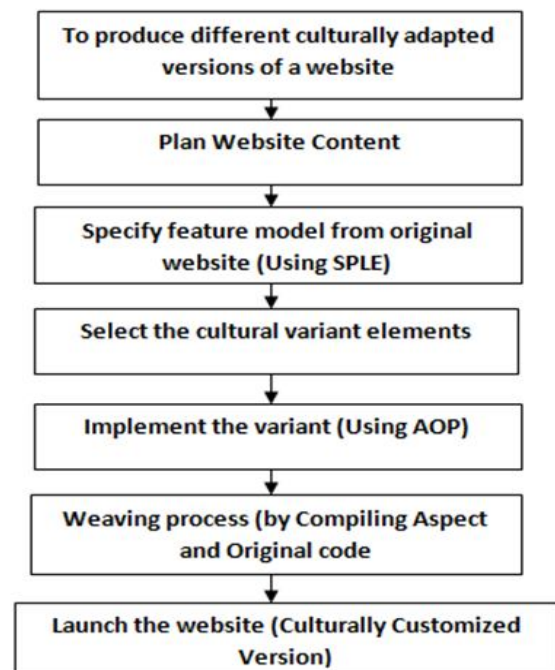 To produce different culturally adapted
versions of a website
Plan Website Content
Specify feature model from original
website (Using SPLE)
Select the cultural variant elements
Implement the variant (Using AOP)
Weaving process (by Compiling Aspect
and Original code
Launch the website (Culturally Customized
Version)